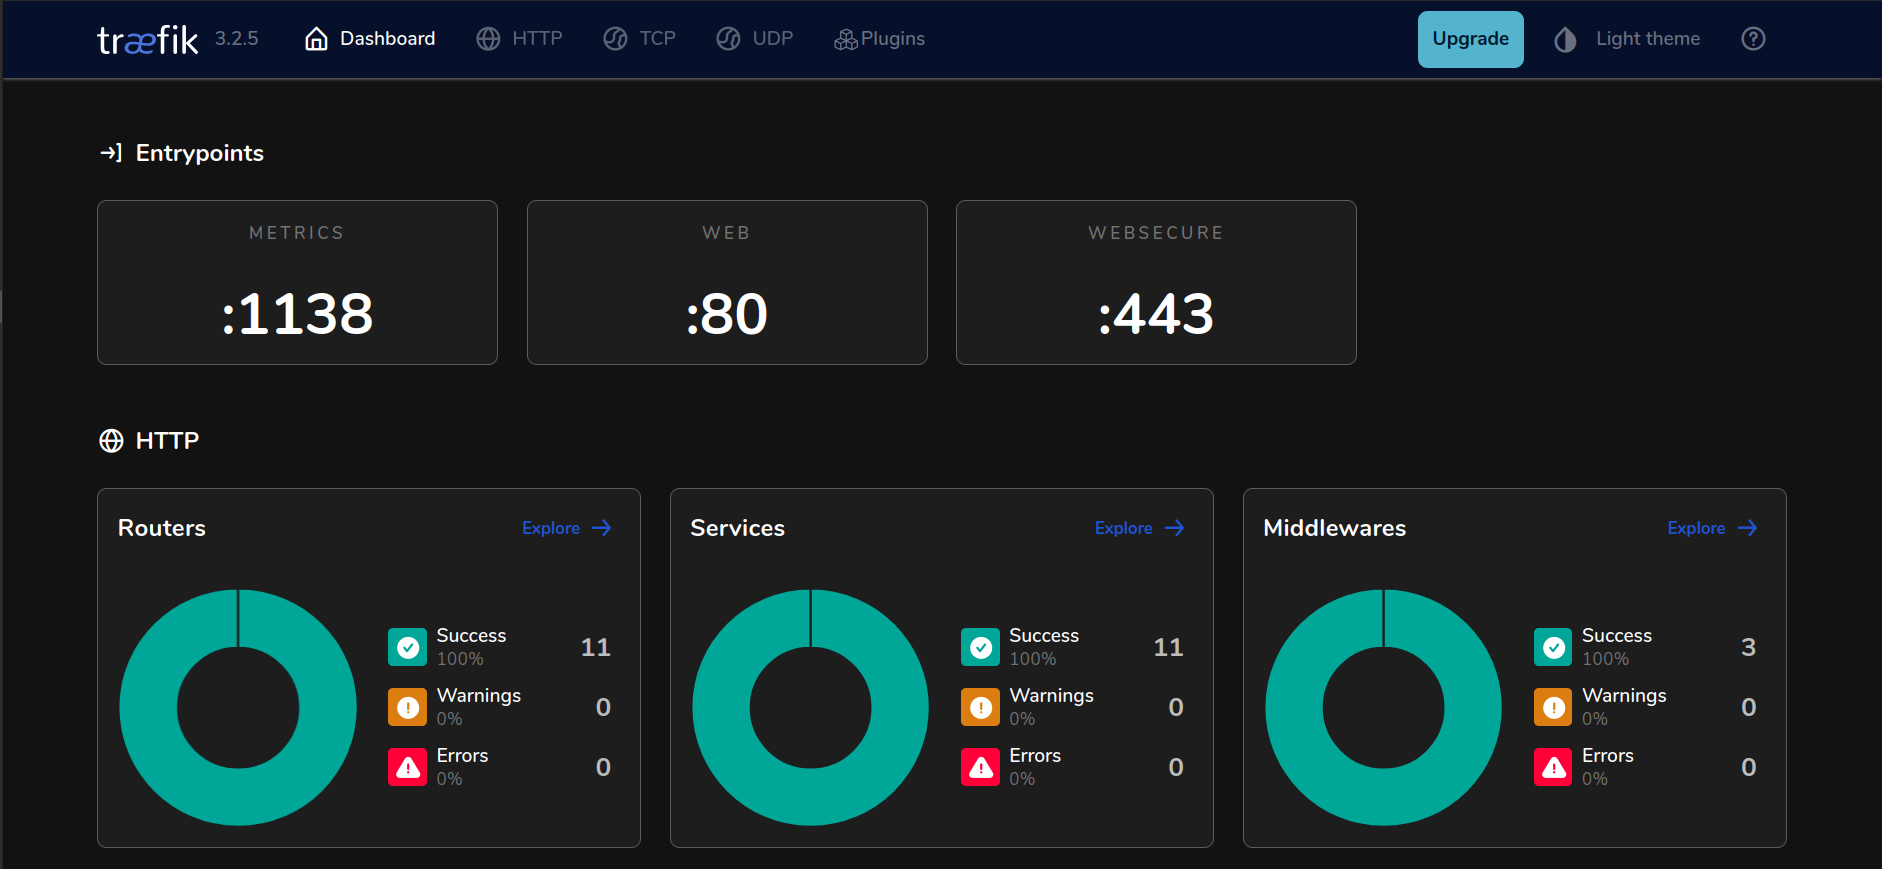 træfik 3.2.5 Dashboard HTTP TCP UDP Plugins Upgrade Light theme
Entrypoints
METRICS WEB WEBSECURE
:1138 :80 :443
HTTP
Routers Explore Services Explore Middlewares Explore
Success Success Success
11 11 3
100% 100% 100%
Warnings Warnings Warnings
0 0 0
0% 0% 0%
Errors Errors Errors
0 0 0
0% 0% 0%